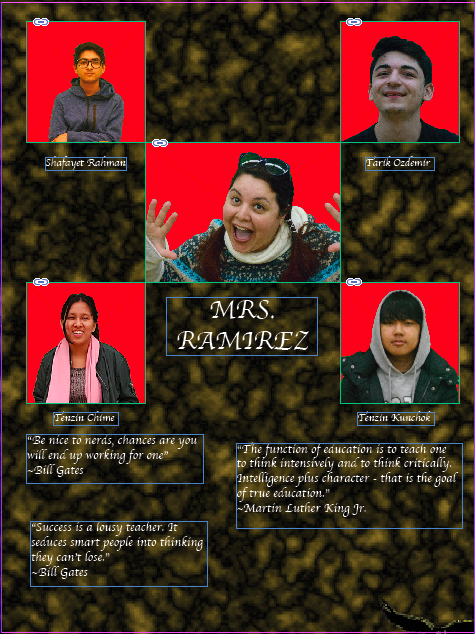 Shafayet Rahman
Tarik Ozdemir
MRS.
RAMIREZ
Tenzin Chime
Tenzin Kunchok
"Be nice to nerds, chances are you
will end up working for one"
~Bill Gates
"The function of education is to teach one
to think intensively and to think critically.
Intelligence plus character - that is the goal
of true education."
~Martin Luther King Jr.
"Success is a lousy teacher. It
seduces smart people into thinking
they can't lose."
~Bill Gates